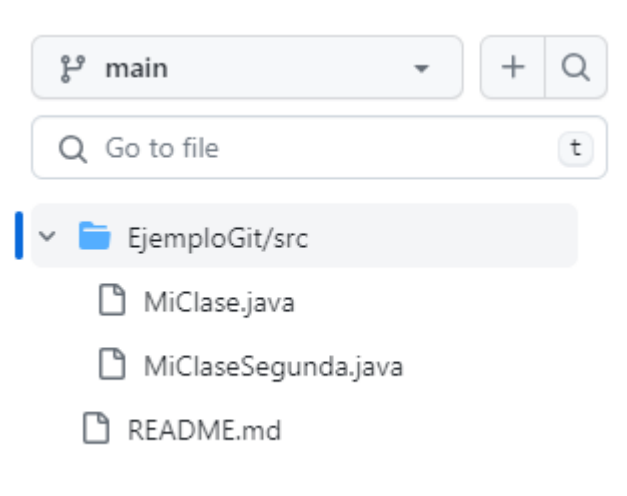 main
Go to file t
EjemploGit/src
MiClase.java
MiClaseSegunda.java
README.md